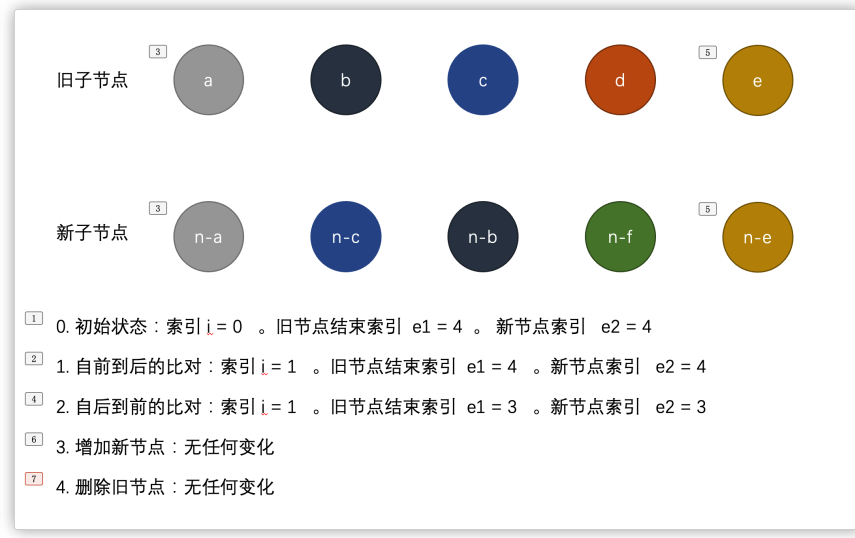 3 5
旧子节点 a b c d e
3 5
新子节点 n-a n-c n-b n-f n-e
1 0. 初始状态：索引 i = 0 。旧节点结束索引 e1 = 4 。 新节点索引 e2 = 4
2 1. 自前到后的比对：索引 i = 1 。旧节点结束索引 e1 = 4 。新节点索引 e2 = 4
4 2. 自后到前的比对：索引 i = 1 。旧节点结束索引 e1 = 3 。新节点索引 e2 = 3
6 3. 增加新节点：无任何变化
7 4. 删除旧节点：无任何变化